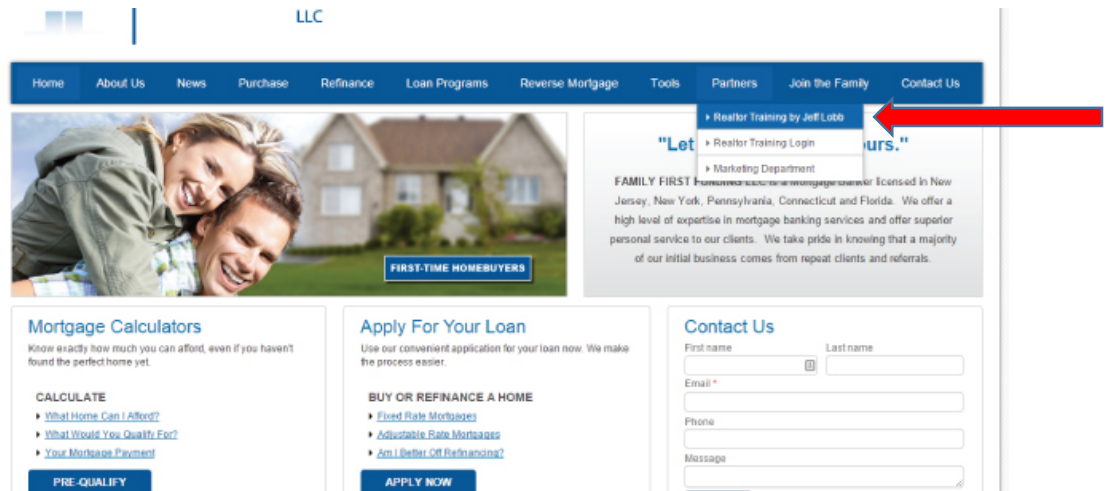 LLC
Home About Us News Purchase Refinance Loan Programs Reverse Mortgage Tools Partners Join the Family Contact Us
Realtor Training by Jeff Lobb
Realtor Training Login
Marketing Department
"Let urs."
FAMILY FIRST FUNDING LLC is a Mortgage Banker licensed in New
Jersey, New York, Pennsylvania, Connecticut and Florida. We offer a
high level of expertise in mortgage banking services and offer superior
personal service to our clients. We take pride in knowing that a majority
of our initial business comes from repeat clients and referrals.
FIRST-TIME HOMEBUYERS
Mortgage Calculators
Know exactly how much you can afford, even if you haven't
found the perfect home yet.
CALCULATE
What Home Can I Afford?
What Would You Qualify For?
Your Mortgage Payment
PRE-QUALIFY
Apply For Your Loan
Use our convenient application for your loan now. We make
the process easier.
BUY OR REFINANCE A HOME
Fixed Rate Mortgages
Adjustable Rate Mortgages
Am I Better Off Refinancing?
APPLY NOW
Contact Us
First name Last name
Email *
Phone
Message